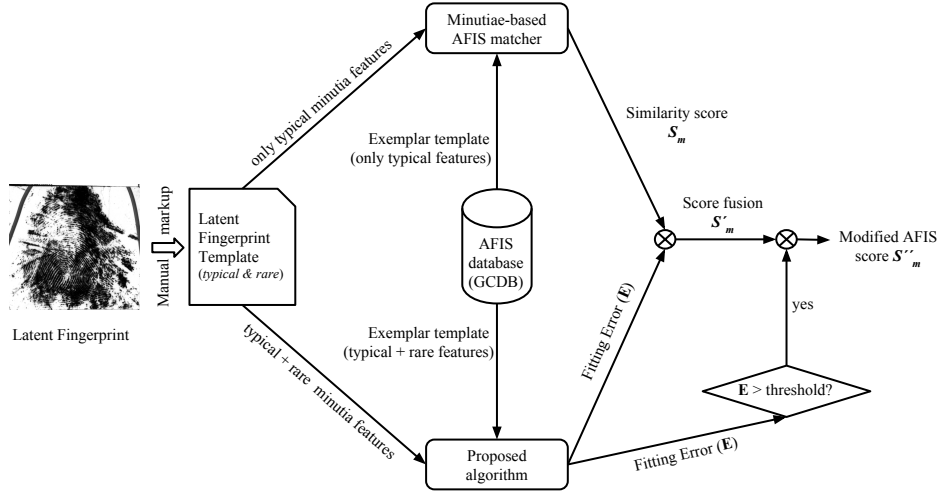 Minutiae-based
AFIS matcher
only typical minutia features
Similarity score
S_m
Exemplar template
(only typical features)
Manual markup
Latent
Fingerprint
Template
(typical & rare)
AFIS
database
(GCDB)
Score fusion
S´_m
Modified AFIS
score S´´_m
Latent Fingerprint
Exemplar template
(typical + rare features)
typical + rare minutia features
Fitting Error (E)
yes
E > threshold?
Proposed
algorithm
Fitting Error (E)